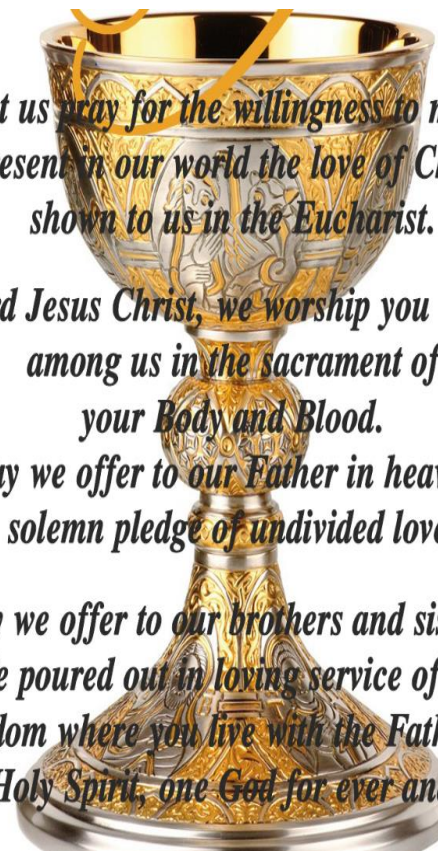 t us pray for the willingness to
esent in our world the love of
shown to us in the Eucharist.
rd Jesus Christ, we worship you
among us in the sacrament of
your Body and Blood.
ay we offer to our Father in heav
solemn pledge of undivided love
we offer to our brothers and sis
poured out in loving service of
dom where you live with the Fath
Holy Spirit, one God for ever and